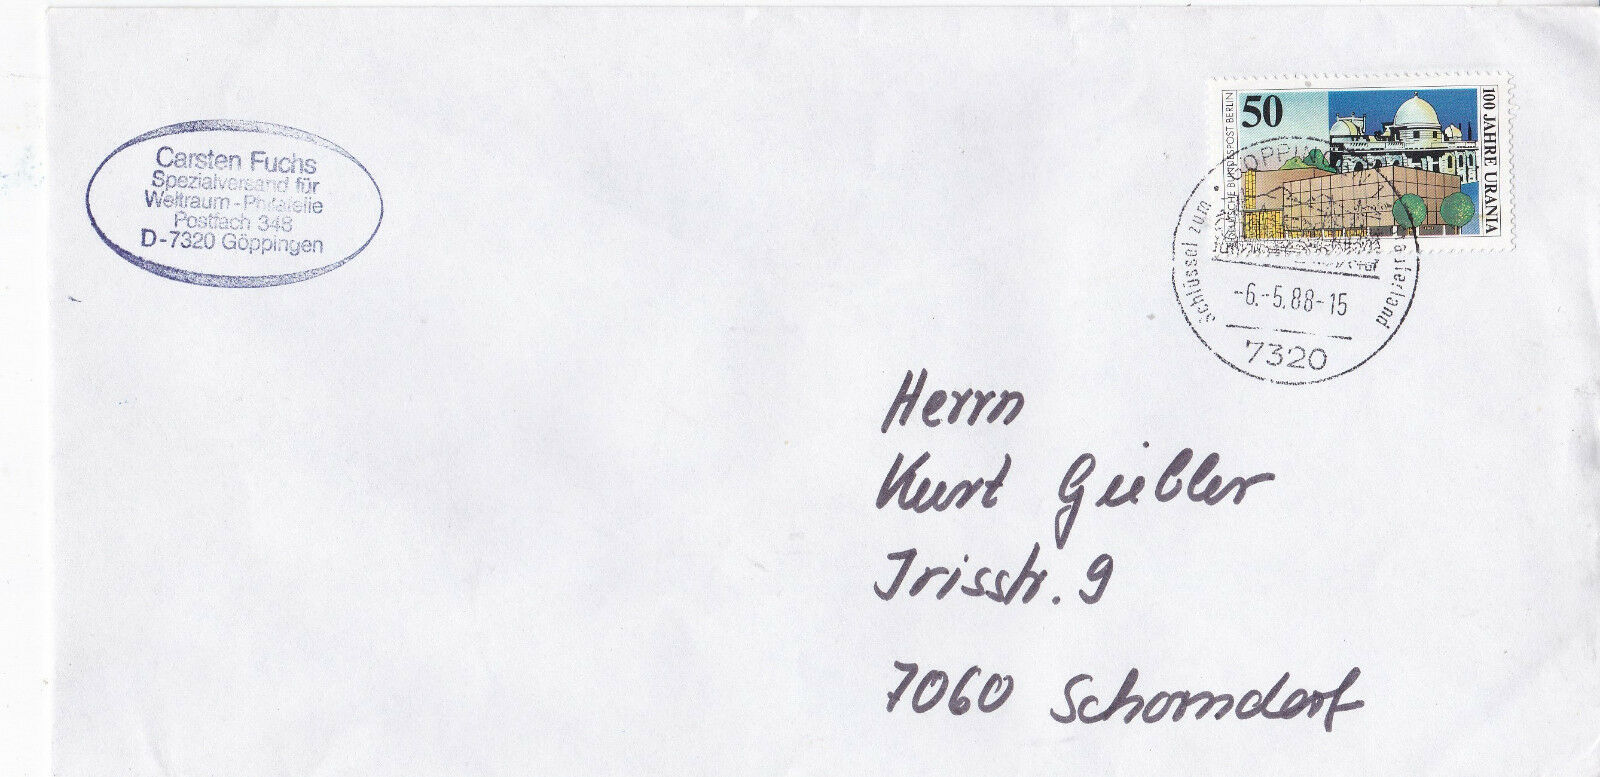 Carsten Fuchs
Spezialversand für
Weltraum-Philatelie
Postfach 348
D-7320 Göppingen
50
DEUTSCHE BUNDESPOST BERLIN
100 JAHRE URANIA
GÖPPINGEN
Schlüssel zum
-6.-5.88-15
7320
Herrn
Kurt Geibler
Irisstr. 9
7060 Schorndorf